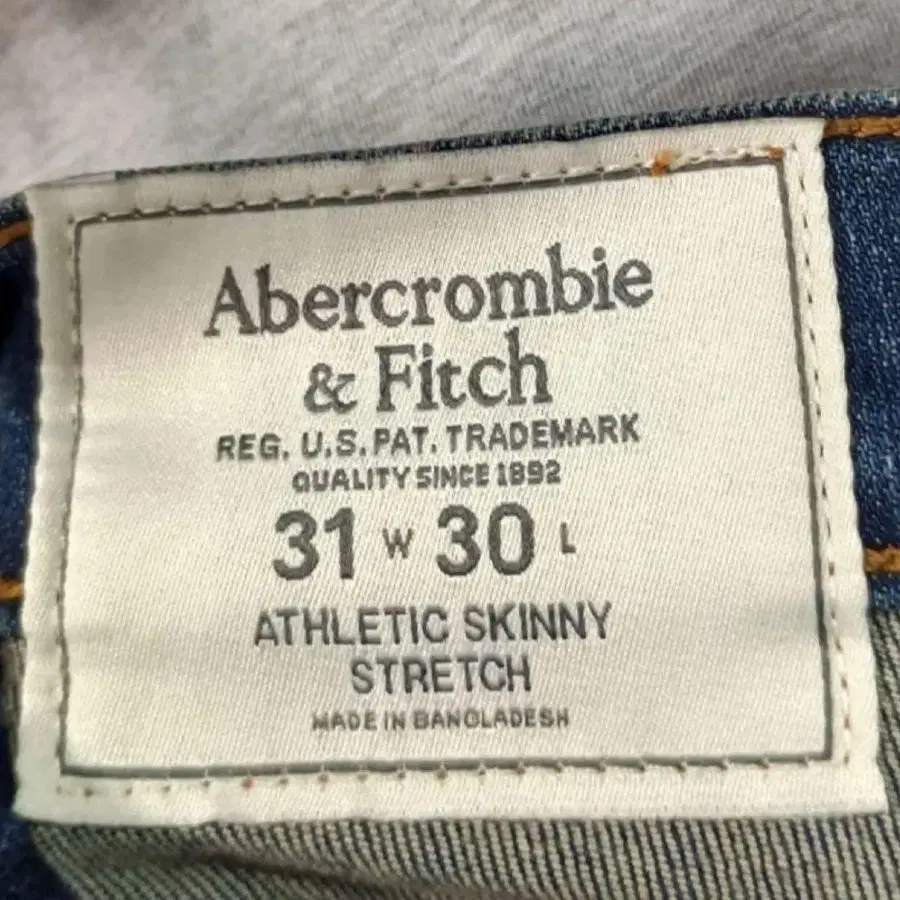 Abercrombie
& Fitch
REG. U.S. PAT. TRADEMARK
QUALITY SINCE 1892
31 W 30 L
ATHLETIC SKINNY
STRETCH
MADE IN BANGLADESH